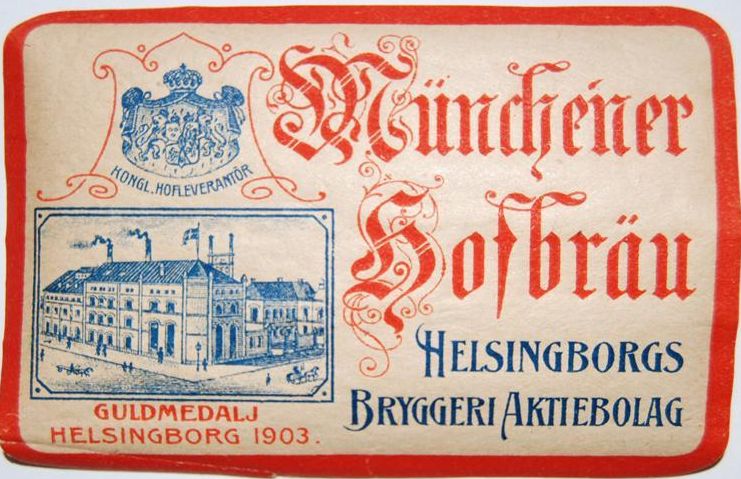 KONGL. HOFLEVERANTÖR
Münchener
Hofbräu
HELSINGBORGS
BRYGGERI AKTIEBOLAG
GULDMEDALJ
HELSINGBORG 1903.